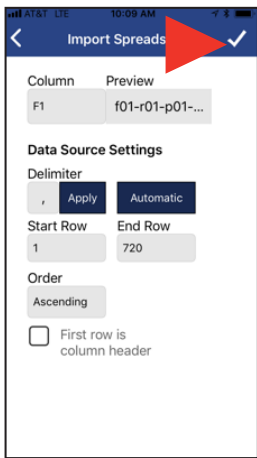 AT&T LTE 10:09 AM
Import Spreads
Column Preview
F1 f01-r01-p01-...
Data Source Settings
Delimiter
, Apply Automatic
Start Row End Row
1 720
Order
Ascending
First row is
column header